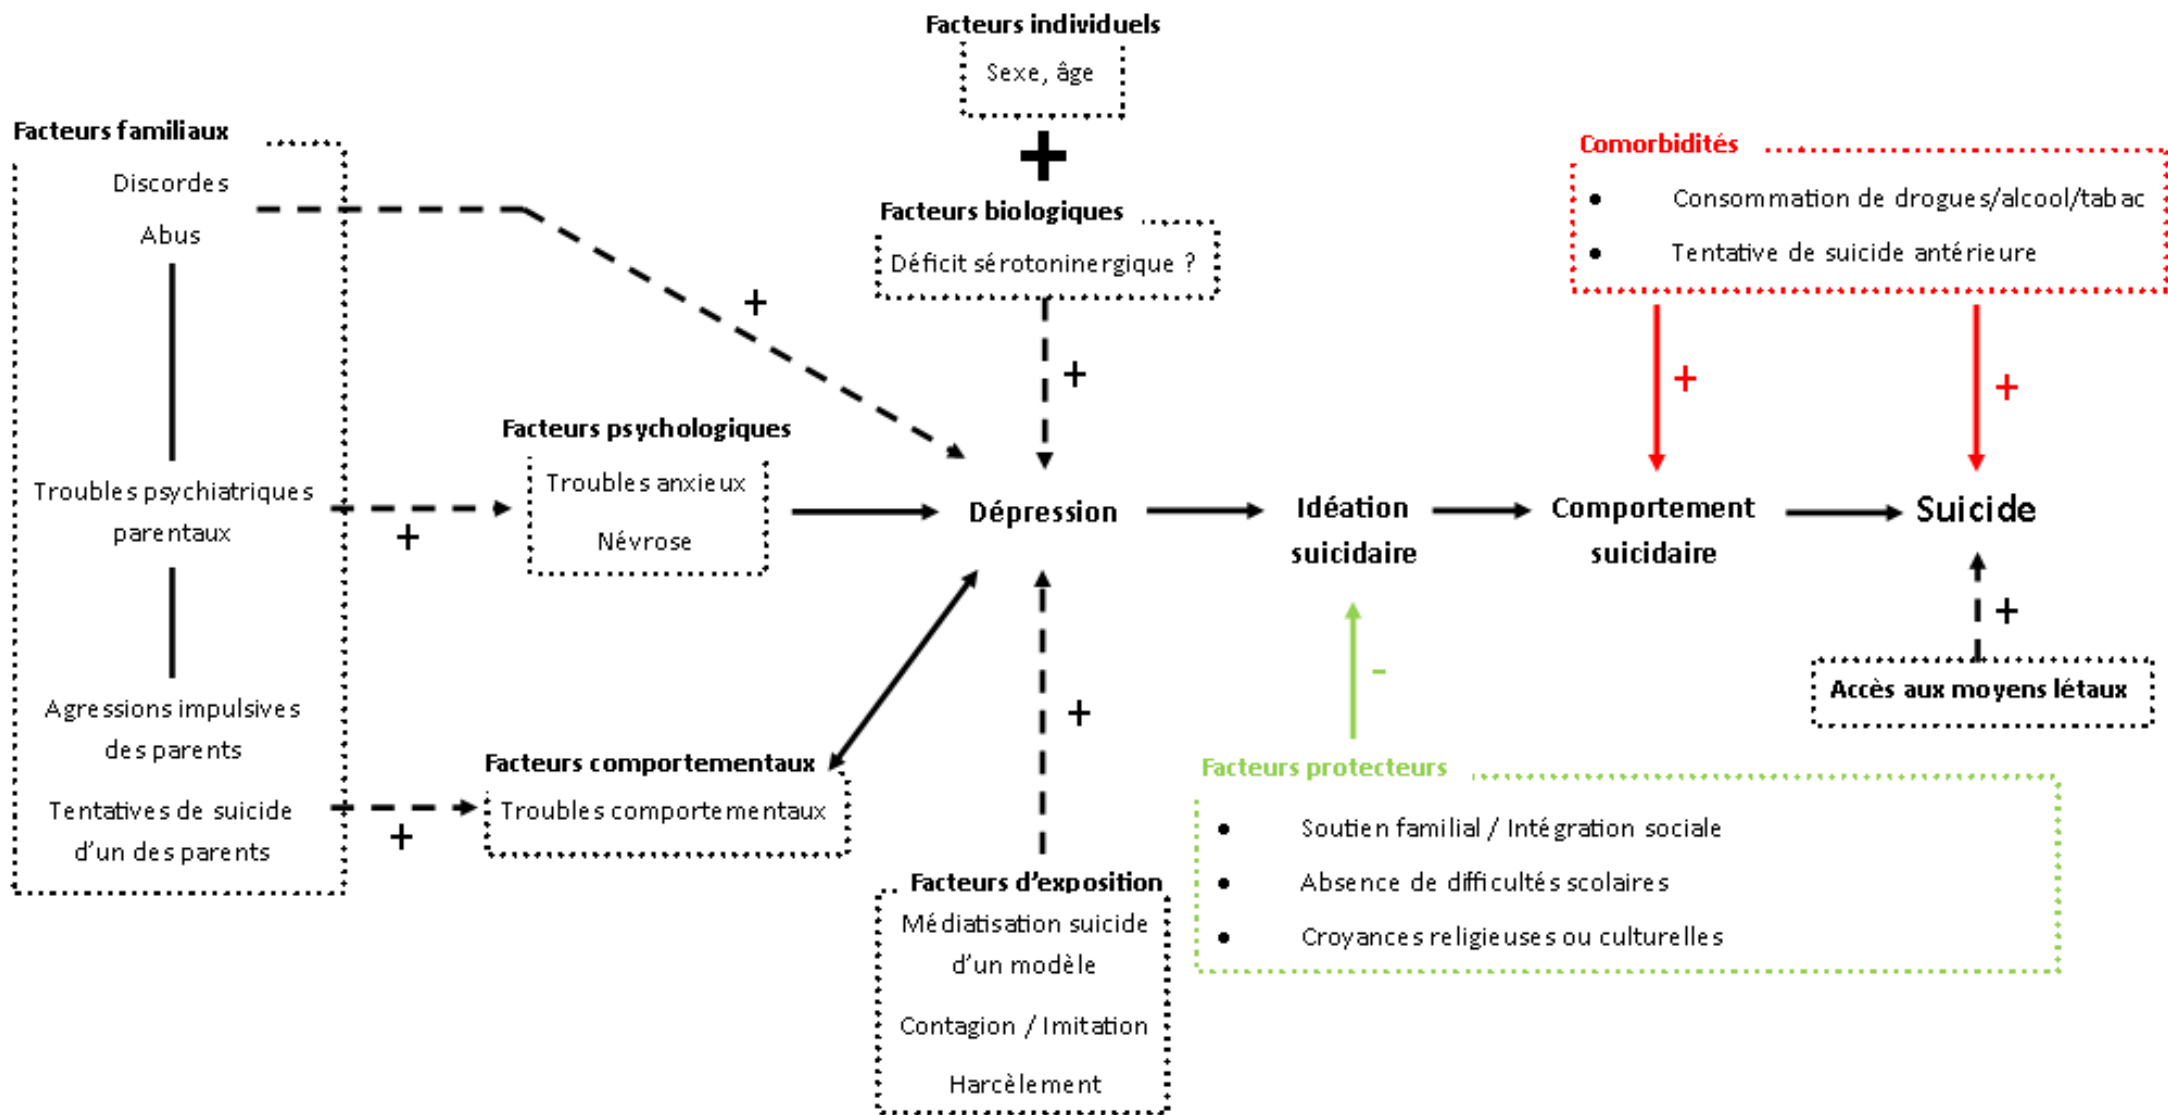 Facteurs individuels
Sexe, âge
+
Facteurs familiaux
Discordes
Abus
Troubles psychiatriques
parentaux
Agressions impulsives
des parents
Tentatives de suicide
d'un des parents
+
+
+
Facteurs biologiques
Déficit sérotoninergique ?
+
Facteurs psychologiques
Troubles anxieux
Névrose
Facteurs comportementaux
Troubles comportementaux
Dépression
Idéation
suicidaire
Comportement
suicidaire
Suicide
Comorbidités
• Consommation de drogues/alcool/tabac
• Tentative de suicide antérieure
+
+
+
Accès aux moyens létaux
-
Facteurs protecteurs
• Soutien familial / Intégration sociale
• Absence de difficultés scolaires
• Croyances religieuses ou culturelles
+
Facteurs d'exposition
Médiatisation suicide
d'un modèle
Contagion / Imitation
Harcèlement